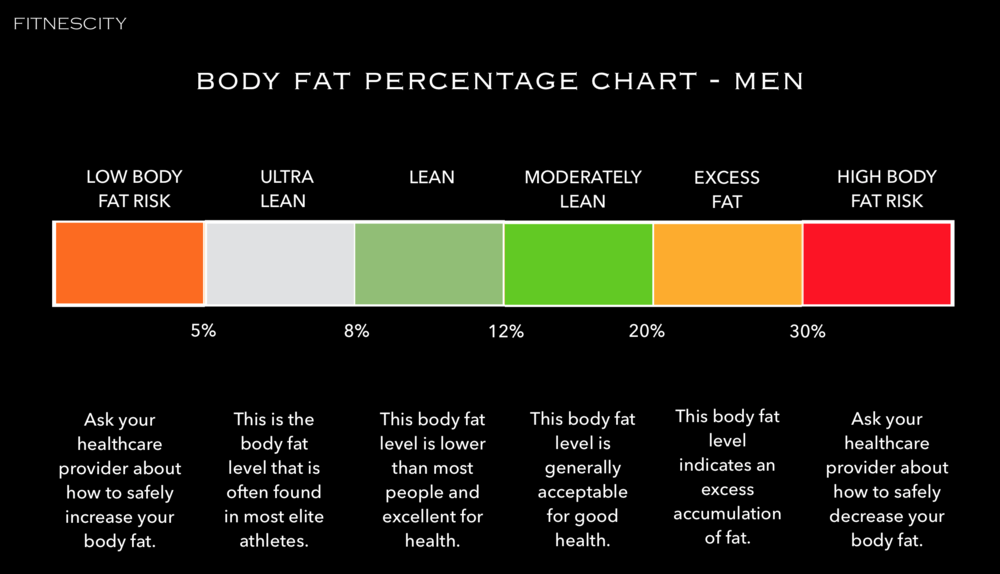 FITNESCITY
BODY FAT PERCENTAGE CHART - MEN
LOW BODY
FAT RISK
ULTRA
LEAN
LEAN
MODERATELY
LEAN
EXCESS
FAT
HIGH BODY
FAT RISK
5%
8%
12%
20%
30%
Ask your
healthcare
provider about
how to safely
increase your
body fat.
This is the
body fat
level that is
often found
in most elite
athletes.
This body fat
level is lower
than most
people and
excellent for
health.
This body fat
level is
generally
acceptable
for good
health.
This body fat
level
indicates an
excess
accumulation
of fat.
Ask your
healthcare
provider about
how to safely
decrease your
body fat.